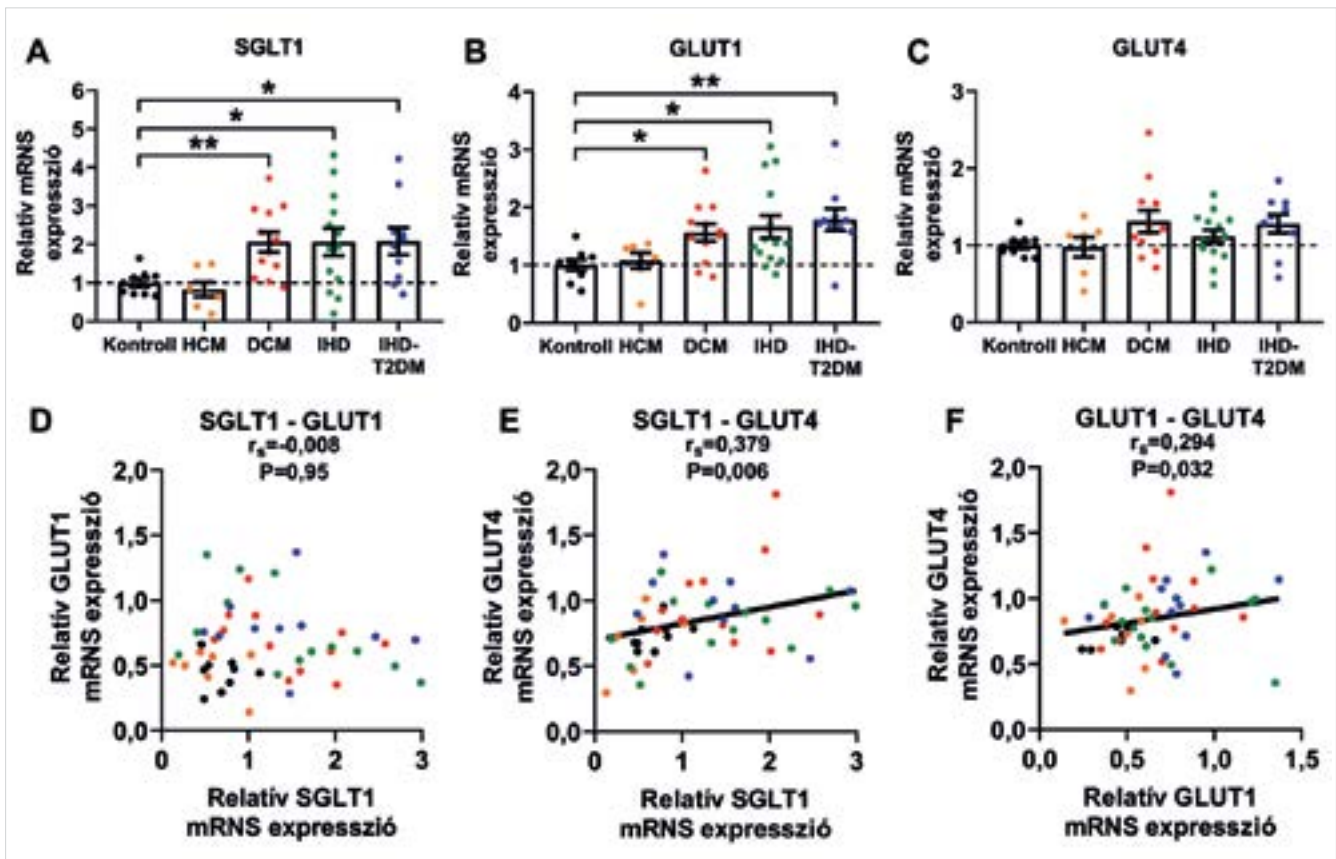 A
SGLT1
Relatív mRNS
expresszió
6
5
4
3
2
1
0
*
*
**
Kontroll HCM DCM IHD IHD-
T2DM
B
GLUT1
Relatív mRNS
expresszió
4
3
2
1
0
**
*
*
Kontroll HCM DCM IHD IHD-
T2DM
C
GLUT4
Relatív mRNS
expresszió
3
2
1
0
Kontroll HCM DCM IHD IHD-
T2DM
D
SGLT1 - GLUT1
rₛ=-0,008
P=0,95
Relatív GLUT1
mRNS expresszió
2,0
1,5
1,0
0,5
0,0
0 1 2 3
Relatív SGLT1
mRNS expresszió
E
SGLT1 - GLUT4
rₛ=0,379
P=0,006
Relatív GLUT4
mRNS expresszió
2,0
1,5
1,0
0,5
0,0
0 1 2 3
Relatív SGLT1
mRNS expresszió
F
GLUT1 - GLUT4
rₛ=0,294
P=0,032
Relatív GLUT4
mRNS expresszió
2,0
1,5
1,0
0,5
0,0
0,0 0,5 1,0 1,5
Relatív GLUT1
mRNS expresszió